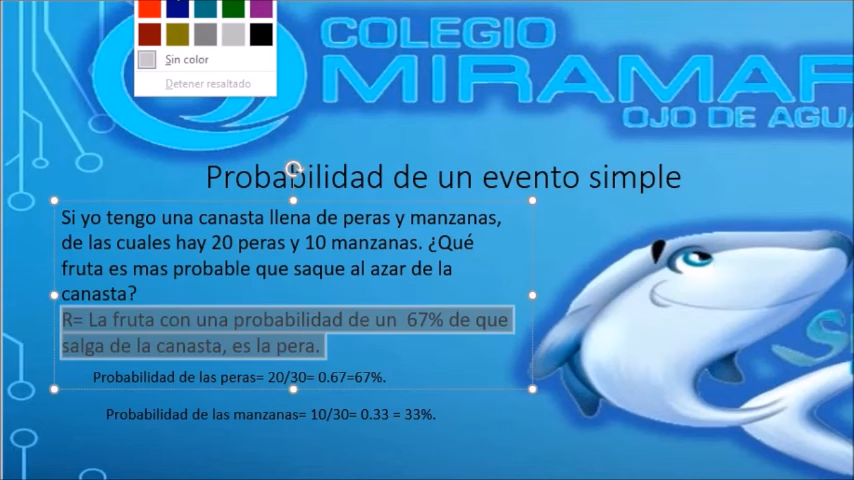 Sin color
Detener resaltado
COLEGIO
MIRAMAR
OJO DE AGUA
Probabilidad de un evento simple
Si yo tengo una canasta llena de peras y manzanas,
de las cuales hay 20 peras y 10 manzanas. ¿Qué
fruta es mas probable que saque al azar de la
canasta?
R= La fruta con una probabilidad de un  67% de que
salga de la canasta, es la pera.
Probabilidad de las peras= 20/30= 0.67=67%.
Probabilidad de las manzanas= 10/30= 0.33 = 33%.